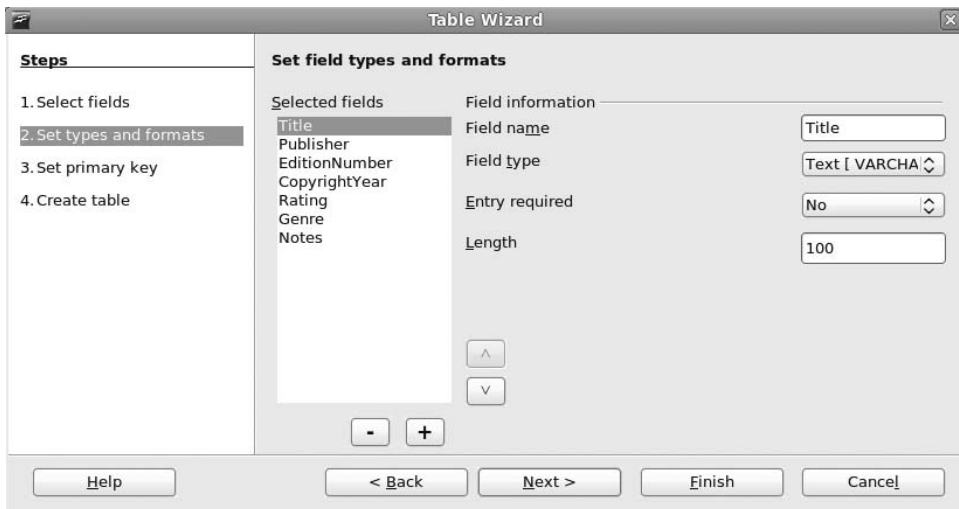 Table Wizard
Steps
1. Select fields
2. Set types and formats
3. Set primary key
4. Create table
Set field types and formats
Selected fields
Title
Publisher
EditionNumber
CopyrightYear
Rating
Genre
Notes
- +
Field information
Field name Title
Field type Text [ VARCHA
Entry required No
Length 100
Help < Back Next > Finish Cancel